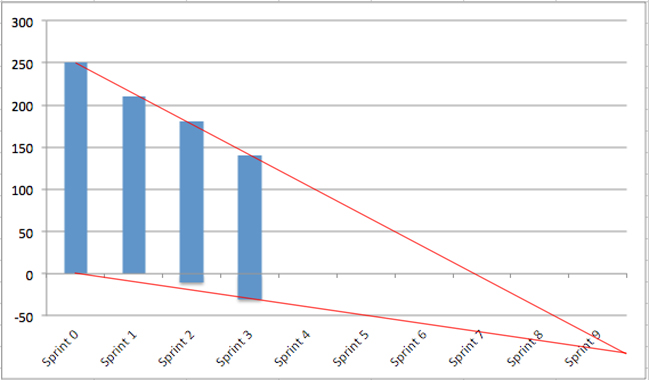 300
250
200
150
100
50
0
-50
Sprint 0
Sprint 1
Sprint 2
Sprint 3
Sprint 4
Sprint 5
Sprint 6
Sprint 7
Sprint 8
Sprint 9